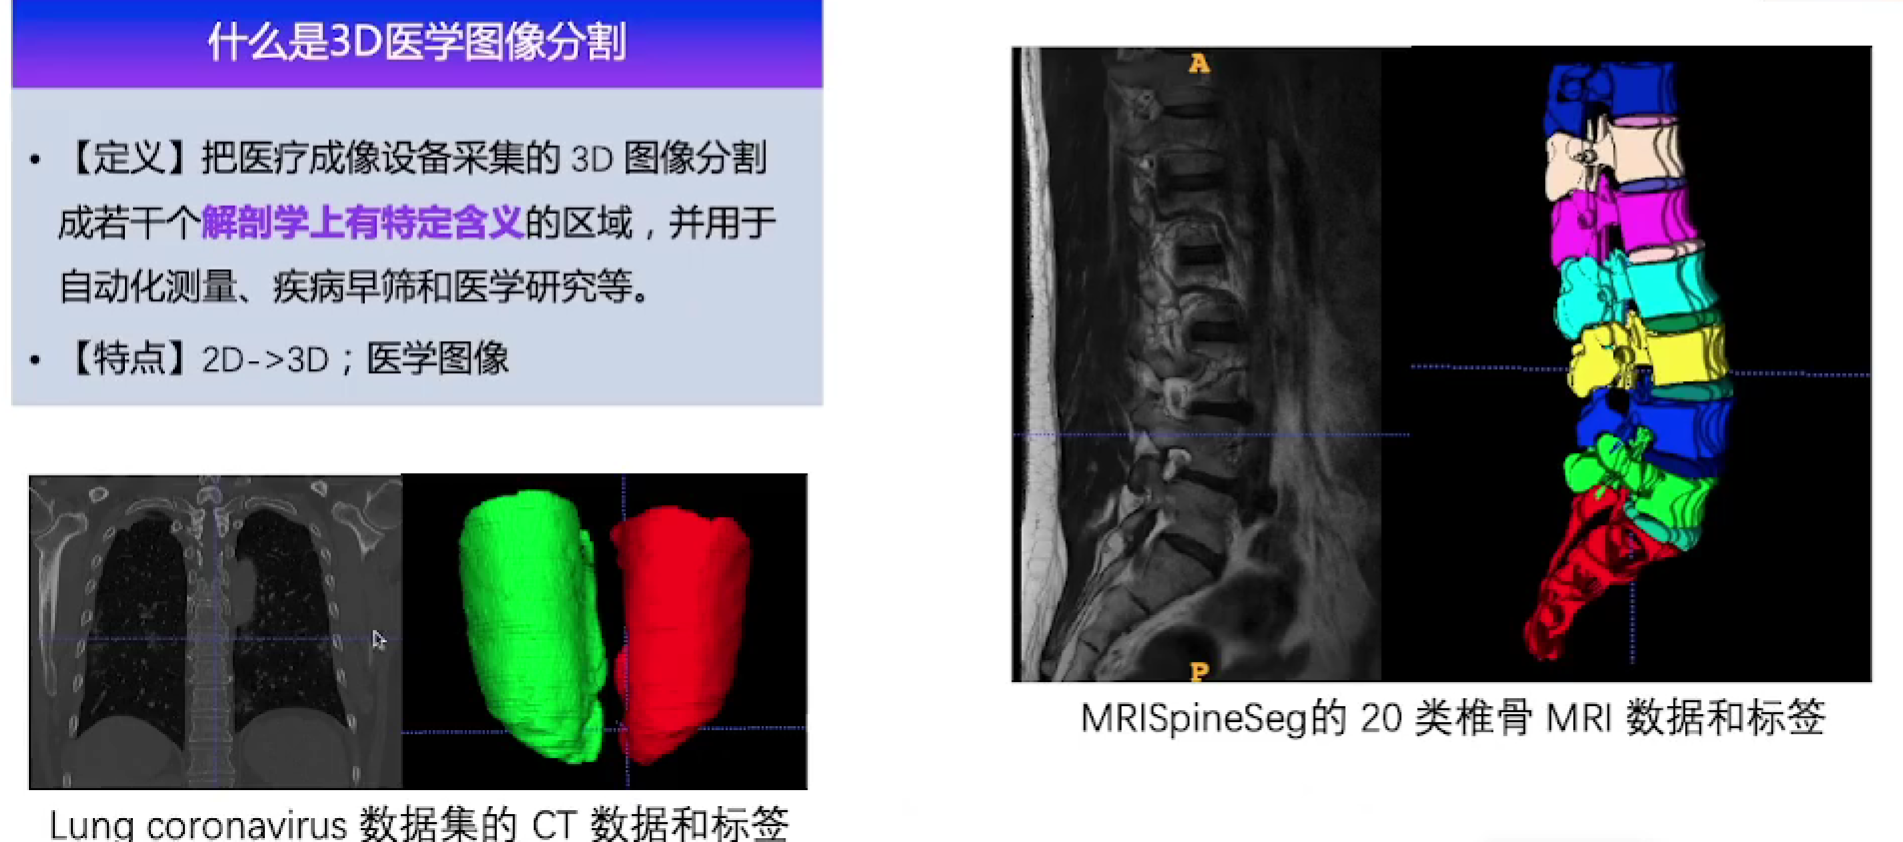 什么是3D医学图像分割
• 【定义】把医疗成像设备采集的 3D 图像分割
成若干个解剖学上有特定含义的区域，并用于
自动化测量、疾病早筛和医学研究等。
• 【特点】2D->3D；医学图像
Lung coronavirus 数据集的 CT 数据和标签
A
P
MRISpineSeg的 20 类椎骨 MRI 数据和标签